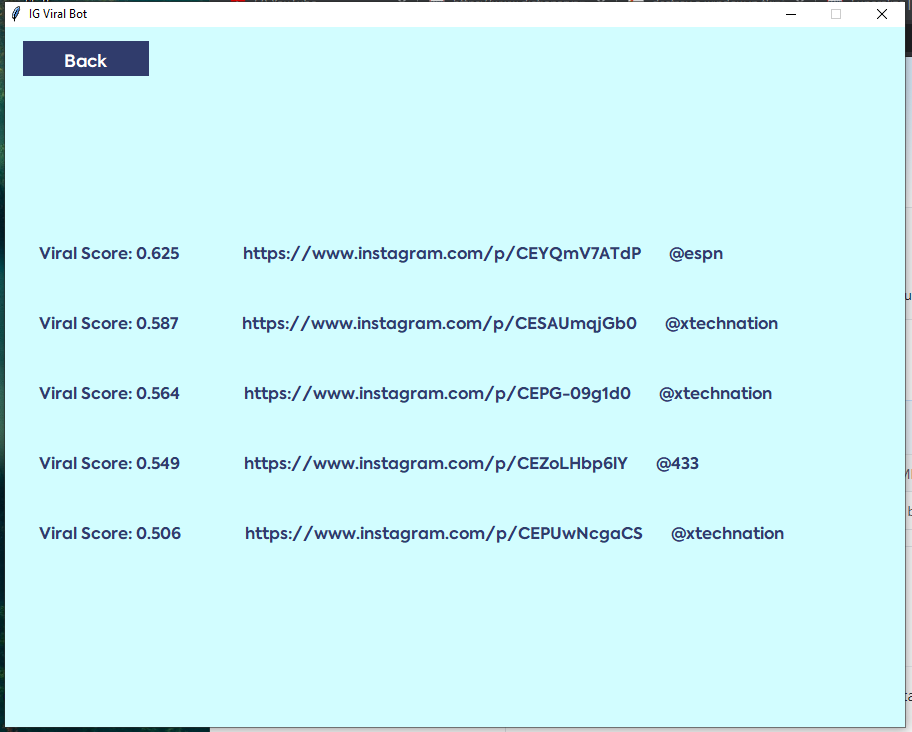 IG Viral Bot
Back
Viral Score: 0.625 https://www.instagram.com/p/CEYQmV7ATdP @espn
Viral Score: 0.587 https://www.instagram.com/p/CESAUmqjGb0 @xtechnation
Viral Score: 0.564 https://www.instagram.com/p/CEPG-09g1d0 @xtechnation
Viral Score: 0.549 https://www.instagram.com/p/CEZoLHbp6lY @433
Viral Score: 0.506 https://www.instagram.com/p/CEPUwNcgaCS @xtechnation